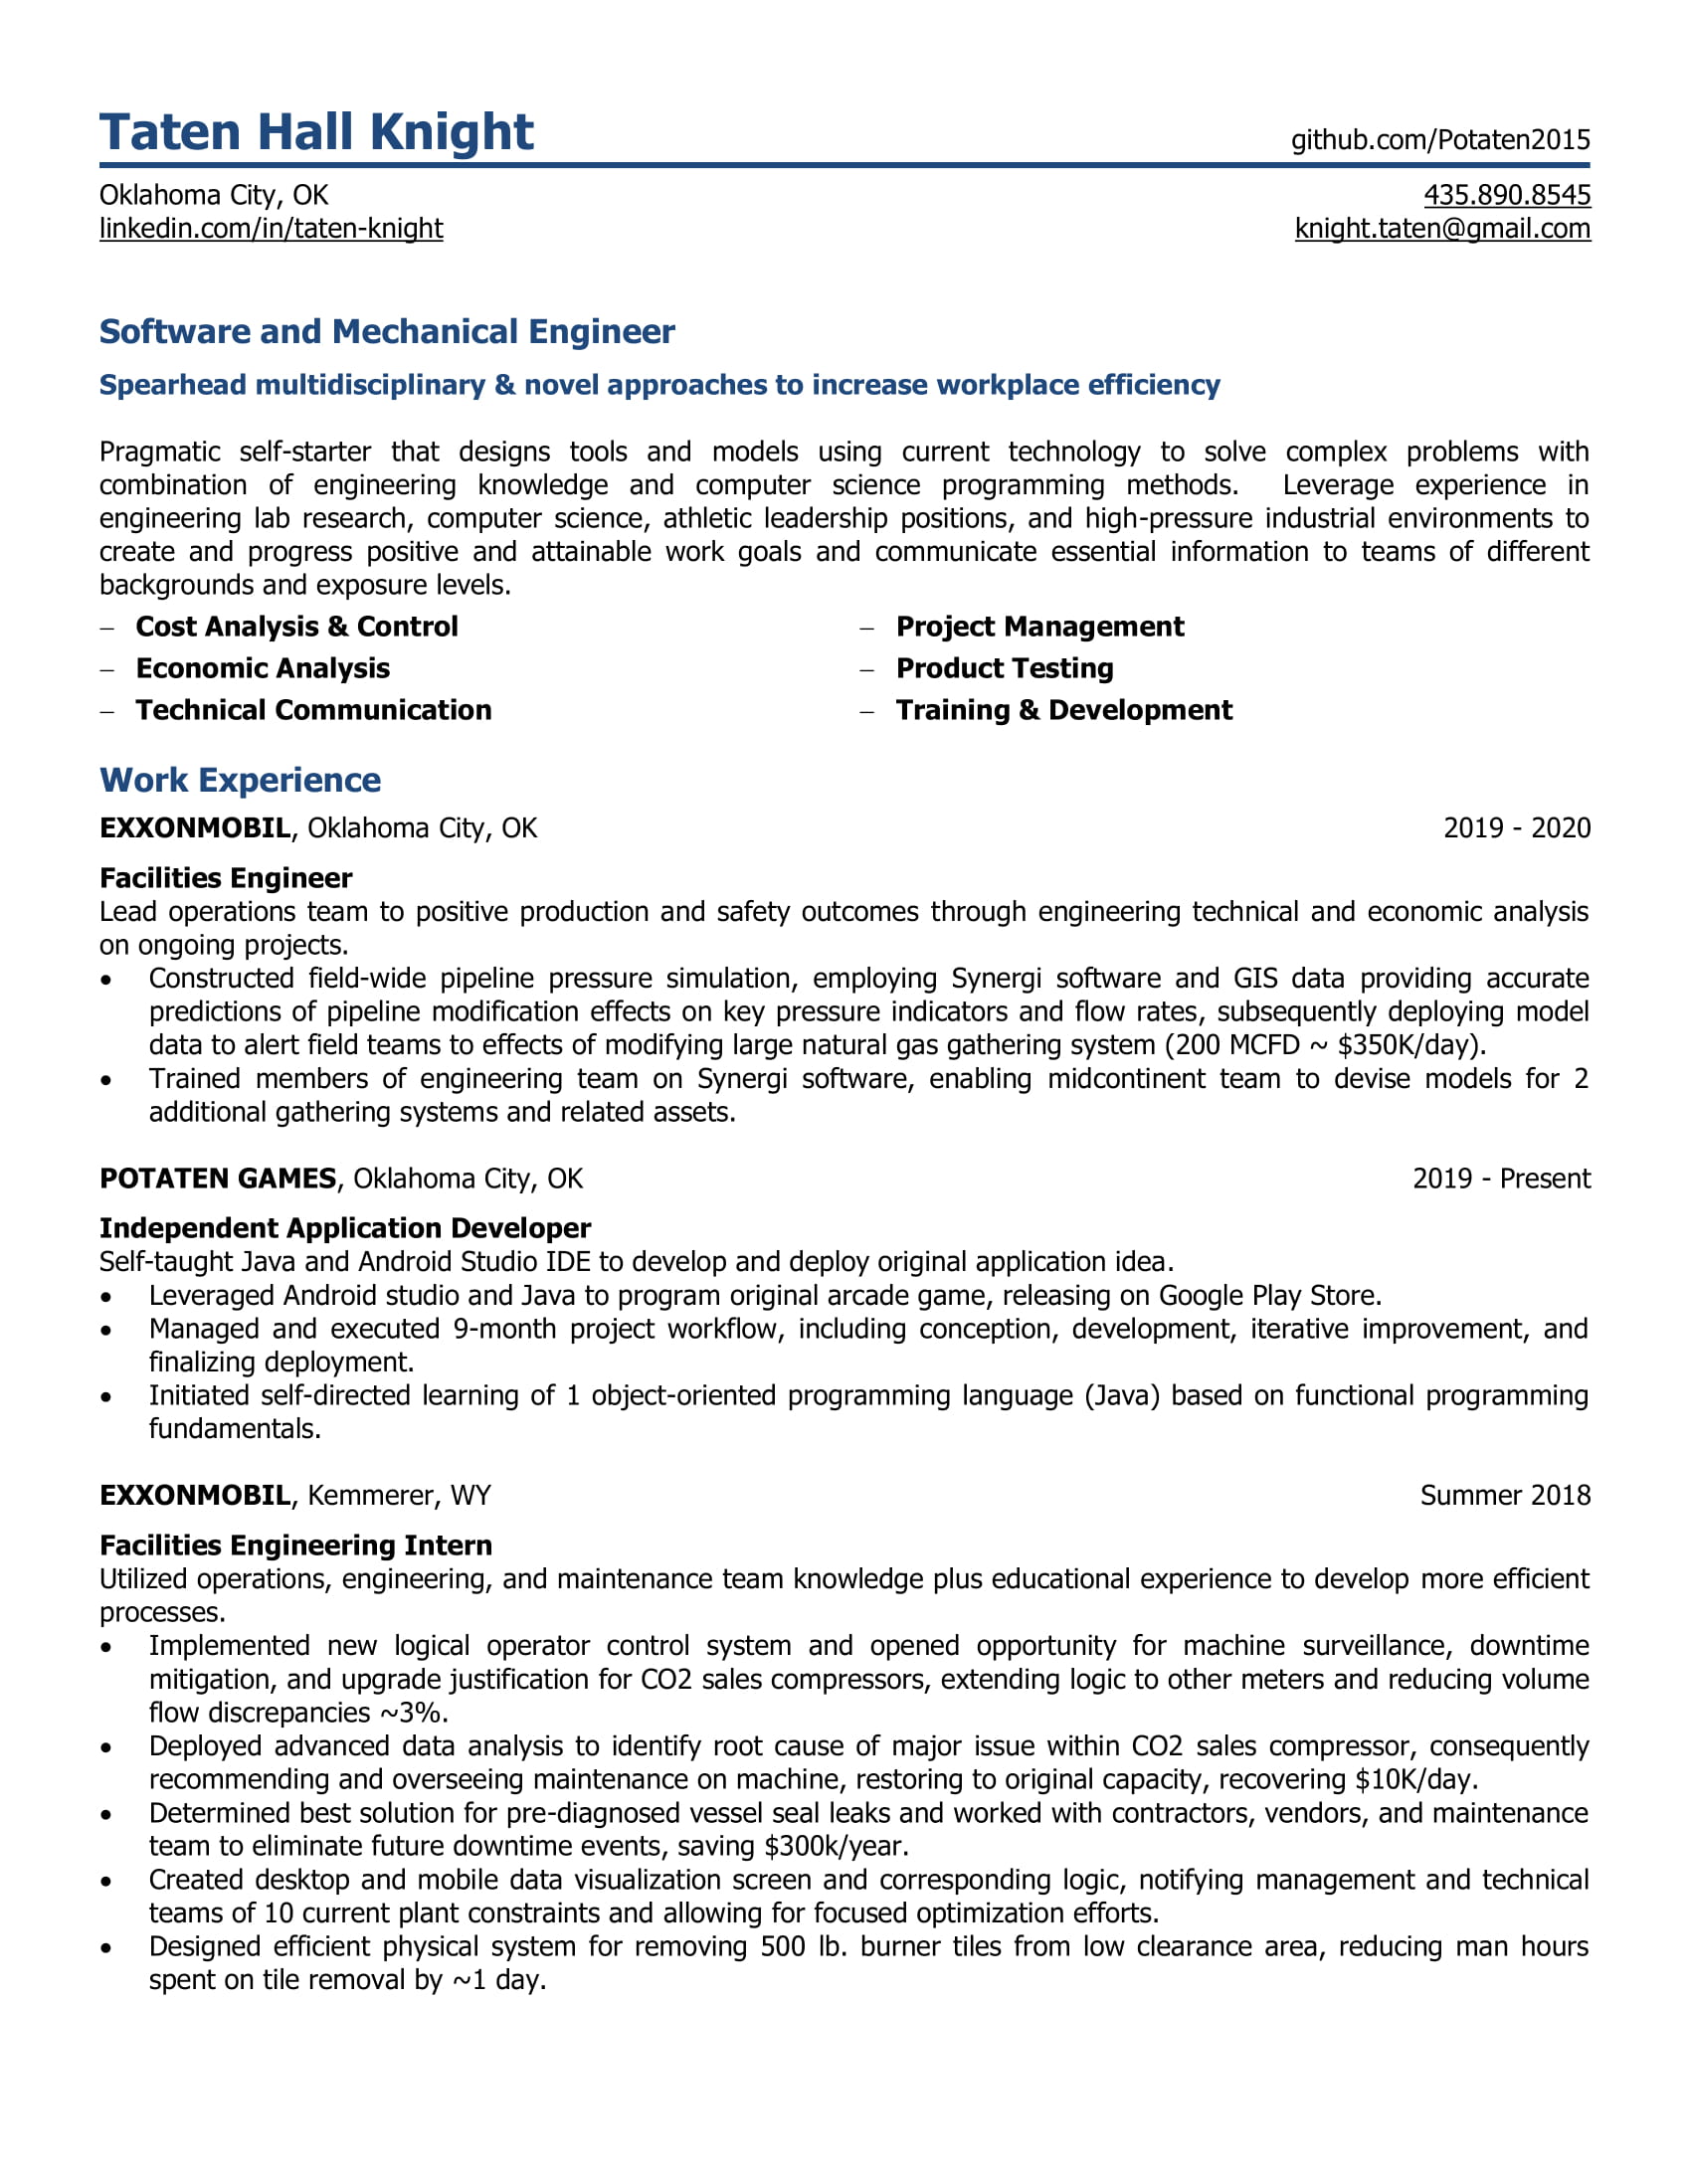 Taten Hall Knight github.com/Potaten2015
Oklahoma City, OK 435.890.8545
linkedin.com/in/taten-knight knight.taten@gmail.com
Software and Mechanical Engineer
Spearhead multidisciplinary & novel approaches to increase workplace efficiency
Pragmatic self-starter that designs tools and models using current technology to solve complex problems with
combination of engineering knowledge and computer science programming methods. Leverage experience in
engineering lab research, computer science, athletic leadership positions, and high-pressure industrial environments to
create and progress positive and attainable work goals and communicate essential information to teams of different
backgrounds and exposure levels.
– Cost Analysis & Control – Project Management
– Economic Analysis – Product Testing
– Technical Communication – Training & Development
Work Experience
EXXONMOBIL, Oklahoma City, OK 2019 - 2020
Facilities Engineer
Lead operations team to positive production and safety outcomes through engineering technical and economic analysis
on ongoing projects.
• Constructed field-wide pipeline pressure simulation, employing Synergi software and GIS data providing accurate
predictions of pipeline modification effects on key pressure indicators and flow rates, subsequently deploying model
data to alert field teams to effects of modifying large natural gas gathering system (200 MCFD ~ $350K/day).
• Trained members of engineering team on Synergi software, enabling midcontinent team to devise models for 2
additional gathering systems and related assets.
POTATEN GAMES, Oklahoma City, OK 2019 - Present
Independent Application Developer
Self-taught Java and Android Studio IDE to develop and deploy original application idea.
• Leveraged Android studio and Java to program original arcade game, releasing on Google Play Store.
• Managed and executed 9-month project workflow, including conception, development, iterative improvement, and
finalizing deployment.
• Initiated self-directed learning of 1 object-oriented programming language (Java) based on functional programming
fundamentals.
EXXONMOBIL, Kemmerer, WY Summer 2018
Facilities Engineering Intern
Utilized operations, engineering, and maintenance team knowledge plus educational experience to develop more efficient
processes.
• Implemented new logical operator control system and opened opportunity for machine surveillance, downtime
mitigation, and upgrade justification for CO2 sales compressors, extending logic to other meters and reducing volume
flow discrepancies ~3%.
• Deployed advanced data analysis to identify root cause of major issue within CO2 sales compressor, consequently
recommending and overseeing maintenance on machine, restoring to original capacity, recovering $10K/day.
• Determined best solution for pre-diagnosed vessel seal leaks and worked with contractors, vendors, and maintenance
team to eliminate future downtime events, saving $300k/year.
• Created desktop and mobile data visualization screen and corresponding logic, notifying management and technical
teams of 10 current plant constraints and allowing for focused optimization efforts.
• Designed efficient physical system for removing 500 lb. burner tiles from low clearance area, reducing man hours
spent on tile removal by ~1 day.